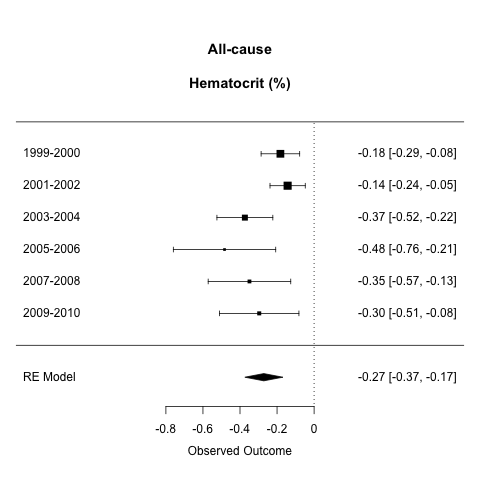 All-cause
Hematocrit (%)
1999-2000 -0.18 [-0.29, -0.08]
2001-2002 -0.14 [-0.24, -0.05]
2003-2004 -0.37 [-0.52, -0.22]
2005-2006 -0.48 [-0.76, -0.21]
2007-2008 -0.35 [-0.57, -0.13]
2009-2010 -0.30 [-0.51, -0.08]
RE Model -0.27 [-0.37, -0.17]
-0.8 -0.6 -0.4 -0.2 0
Observed Outcome